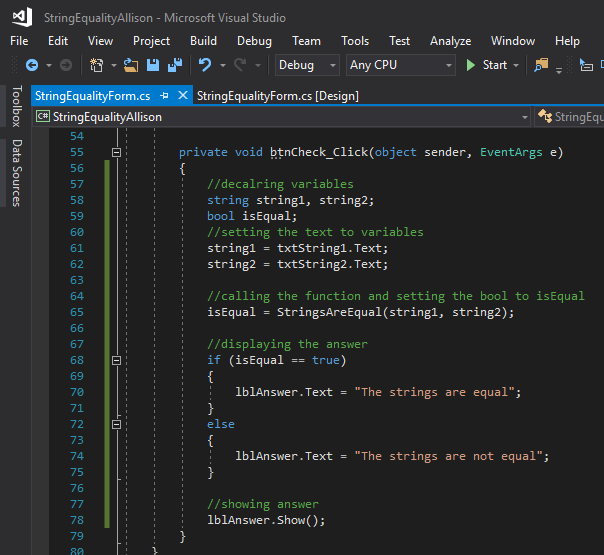 StringEqualityAllison - Microsoft Visual Studio
File Edit View Project Build Debug Team Tools Test Analyze Window Help
Debug Any CPU Start
Toolbox
Data Sources
StringEqualityForm.cs StringEqualityForm.cs [Design]
C# StringEqualityAllison StringEqu
54
55 private void btnCheck_Click(object sender, EventArgs e)
56 {
57 //decalring variables
58 string string1, string2;
59 bool isEqual;
60 //setting the text to variables
61 string1 = txtString1.Text;
62 string2 = txtString2.Text;
63
64 //calling the function and setting the bool to isEqual
65 isEqual = StringsAreEqual(string1, string2);
66
67 //displaying the answer
68 if (isEqual == true)
69 {
70 lblAnswer.Text = "The strings are equal";
71 }
72 else
73 {
74 lblAnswer.Text = "The strings are not equal";
75 }
76
77 //showing answer
78 lblAnswer.Show();
79 }
80 }